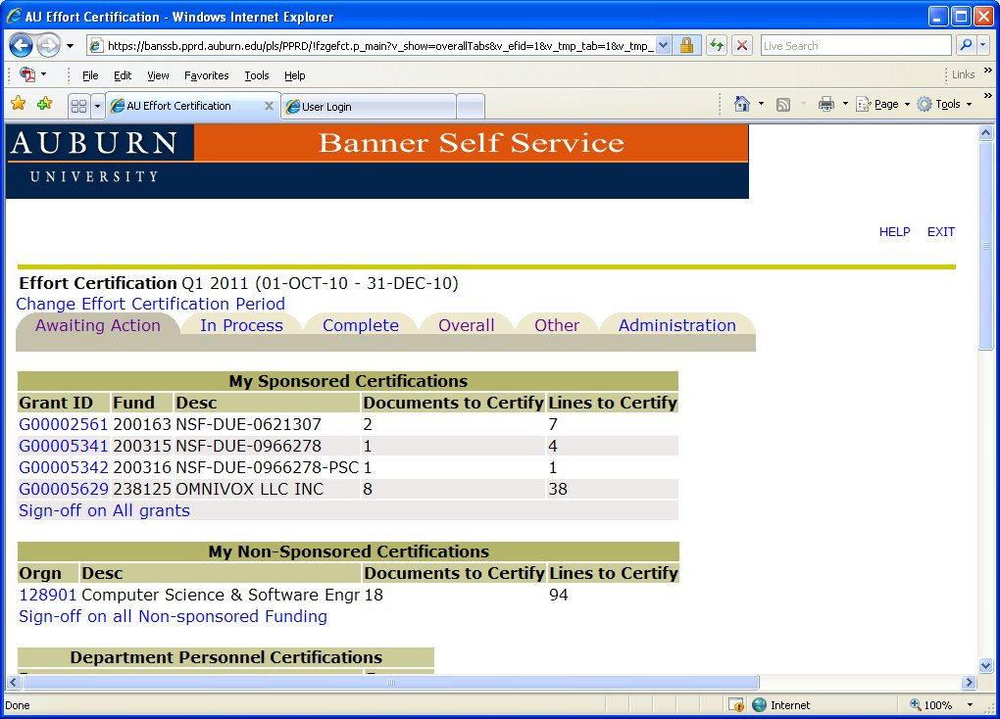 AU Effort Certification - Windows Internet Explorer
https://banssb.pprd.auburn.edu/pls/PPRD/!fzgefct.p_main?v_show=overallTabs&v_efid=1&v_tmp_tab=1&v_tmp_
Live Search
File Edit View Favorites Tools Help
Links »
AU Effort Certification
User Login
Page Tools »
AUBURN
UNIVERSITY
Banner Self Service
HELP EXIT
Effort Certification Q1 2011 (01-OCT-10 - 31-DEC-10)
Change Effort Certification Period
Awaiting Action In Process Complete Overall Other Administration
My Sponsored Certifications
Grant ID Fund Desc Documents to Certify Lines to Certify
G00002561 200163 NSF-DUE-0621307 2 7
G00005341 200315 NSF-DUE-0966278 1 4
G00005342 200316 NSF-DUE-0966278-PSC 1 1
G00005629 238125 OMNIVOX LLC INC 8 38
Sign-off on All grants
My Non-Sponsored Certifications
Orgn Desc Documents to Certify Lines to Certify
128901 Computer Science & Software Engr 18 94
Sign-off on all Non-sponsored Funding
Department Personnel Certifications
Done
Internet
100%